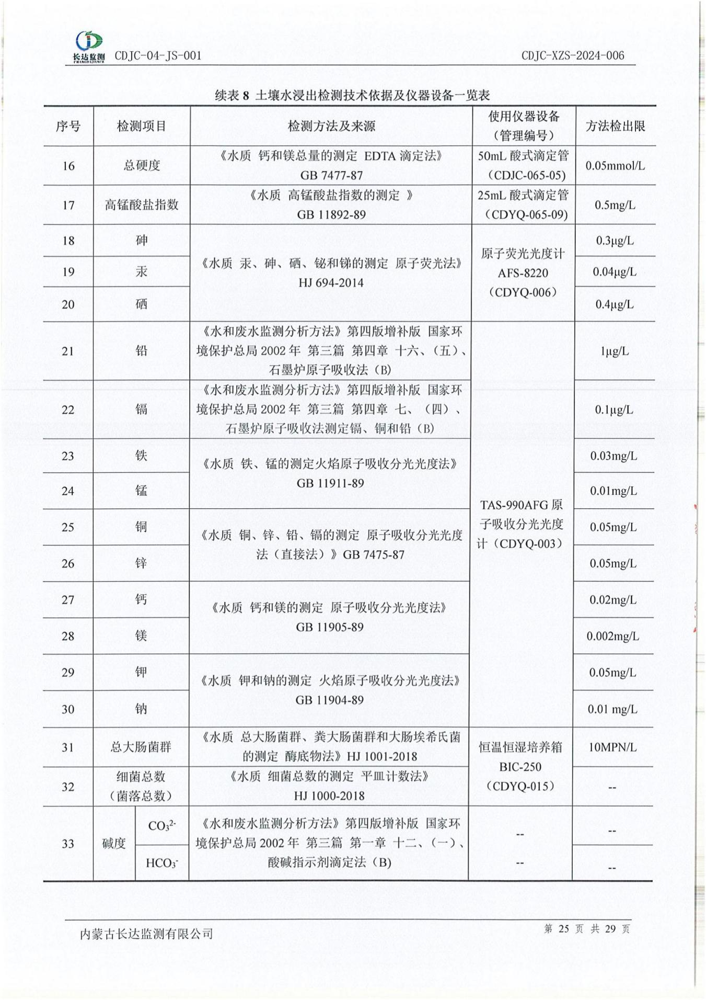 长达监测
CHANGDAJIANCE
CDJC-04-JS-001
CDJC-XZS-2024-006
续表 8 土壤水浸出检测技术依据及仪器设备一览表
序号
检测项目
检测方法及来源
使用仪器设备
（管理编号）
方法检出限
16
总硬度
《水质 钙和镁总量的测定 EDTA 滴定法》
GB 7477-87
50mL 酸式滴定管
（CDJC-065-05)
0.05mmol/L
17
高锰酸盐指数
《水质 高锰酸盐指数的测定 》
GB 11892-89
25mL 酸式滴定管
（CDYQ-065-09)
0.5mg/L
18
砷
《水质 汞、砷、硒、铋和锑的测定 原子荧光法》
HJ 694-2014
原子荧光光度计
AFS-8220
（CDYQ-006）
0.3μg/L
19
汞
0.04μg/L
20
硒
0.4μg/L
21
铅
《水和废水监测分析方法》第四版增补版 国家环
境保护总局 2002 年 第三篇 第四章 十六、（五）、
石墨炉原子吸收法（B)
1μg/L
22
镉
《水和废水监测分析方法》第四版增补版 国家环
境保护总局 2002 年 第三篇 第四章 七、（四）、
石墨炉原子吸收法测定镉、铜和铅（B)
0.1μg/L
23
铁
《水质 铁、锰的测定火焰原子吸收分光光度法》
GB 11911-89
0.03mg/L
24
锰
0.01mg/L
TAS-990AFG 原
子吸收分光光度
计（CDYQ-003）
25
铜
《水质 铜、锌、铅、镉的测定 原子吸收分光光度
法（直接法）》GB 7475-87
0.05mg/L
26
锌
0.05mg/L
27
钙
《水质 钙和镁的测定 原子吸收分光光度法》
GB 11905-89
0.02mg/L
28
镁
0.002mg/L
29
钾
《水质 钾和钠的测定 火焰原子吸收分光光度法》
GB 11904-89
0.05mg/L
30
钠
0.01 mg/L
31
总大肠菌群
《水质 总大肠菌群、粪大肠菌群和大肠埃希氏菌
的测定 酶底物法》HJ 1001-2018
恒温恒湿培养箱
BIC-250
（CDYQ-015）
10MPN/L
32
细菌总数
（菌落总数）
《水质 细菌总数的测定 平皿计数法》
HJ 1000-2018
--
33
碱度
CO₃²⁻
《水和废水监测分析方法》第四版增补版 国家环
境保护总局 2002 年 第三篇 第一章 十二、（一）、
酸碱指示剂滴定法（B)
--
--
HCO₃⁻
--
--
内蒙古长达监测有限公司
第 25 页 共 29 页